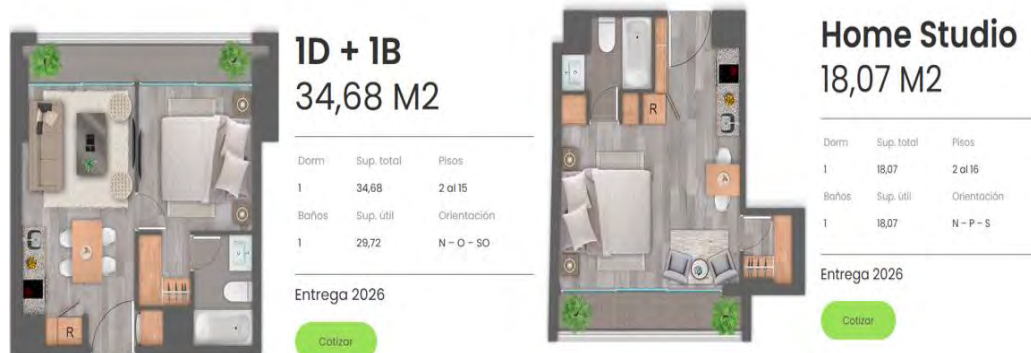 R
1D + 1B
34,68 M2
Dorm Sup. total Pisos
1 34,68 2 al 15
Baños Sup. útil Orientación
1 29,72 N – O – SO
Entrega 2026
Cotizar
R
Home Studio
18,07 M2
Dorm Sup. total Pisos
1 18,07 2 al 16
Baños Sup. útil Orientación
1 18,07 N – P – S
Entrega 2026
Cotizar